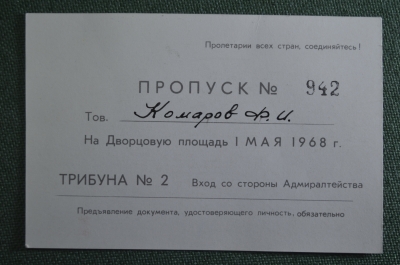 Пролетарии всех стран, соединяйтесь!
ПРОПУСК № 942
Тов. Комаров Ф.И.
На Дворцовую площадь 1 МАЯ 1968 г.
ТРИБУНА № 2 Вход со стороны Адмиралтейства
Предъявление документа, удостоверяющего личность, обязательно